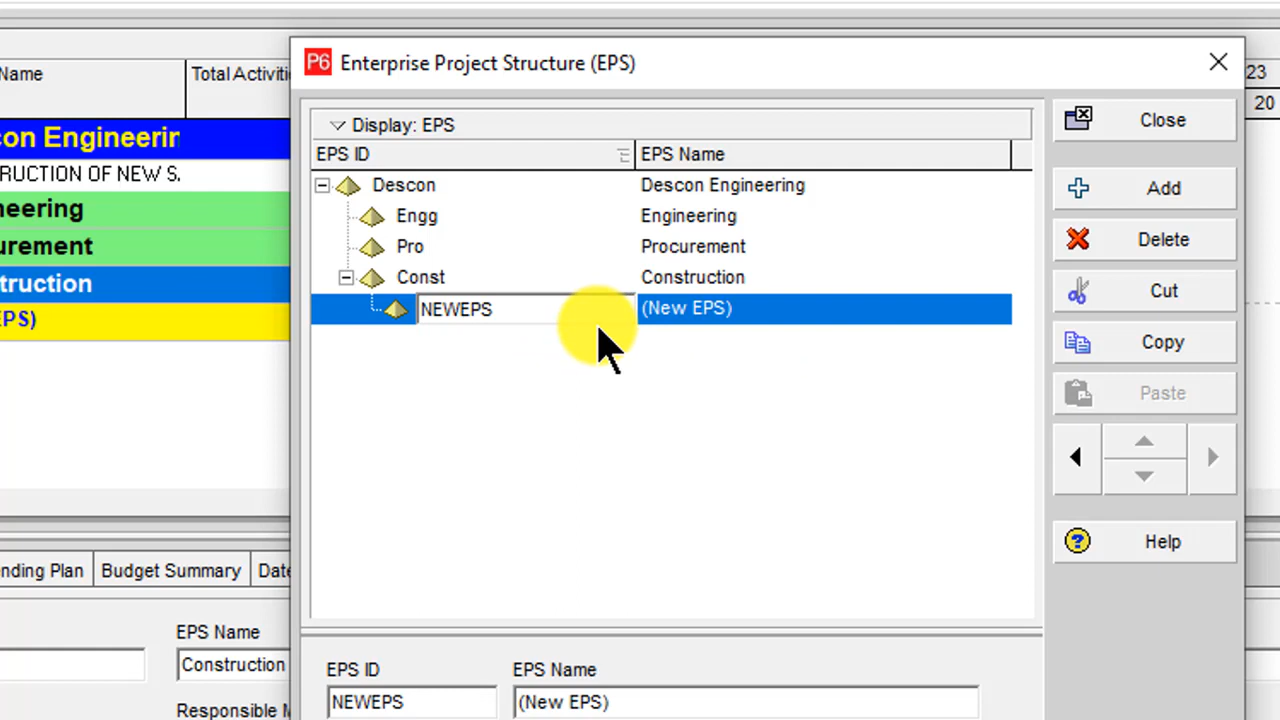 P6 Enterprise Project Structure (EPS)
Name
Total Activiti
23
20
con Engineerin
RUCTION OF NEW S.
neering
urement
truction
EPS)
Display: EPS
EPS ID
EPS Name
Descon
Descon Engineering
Engg
Engineering
Pro
Procurement
Const
Construction
NEWEPS
(New EPS)
Close
Add
Delete
Cut
Copy
Paste
Help
nding Plan
Budget Summary
Date
EPS Name
Construction
Responsible M
EPS ID
EPS Name
NEWEPS
(New EPS)